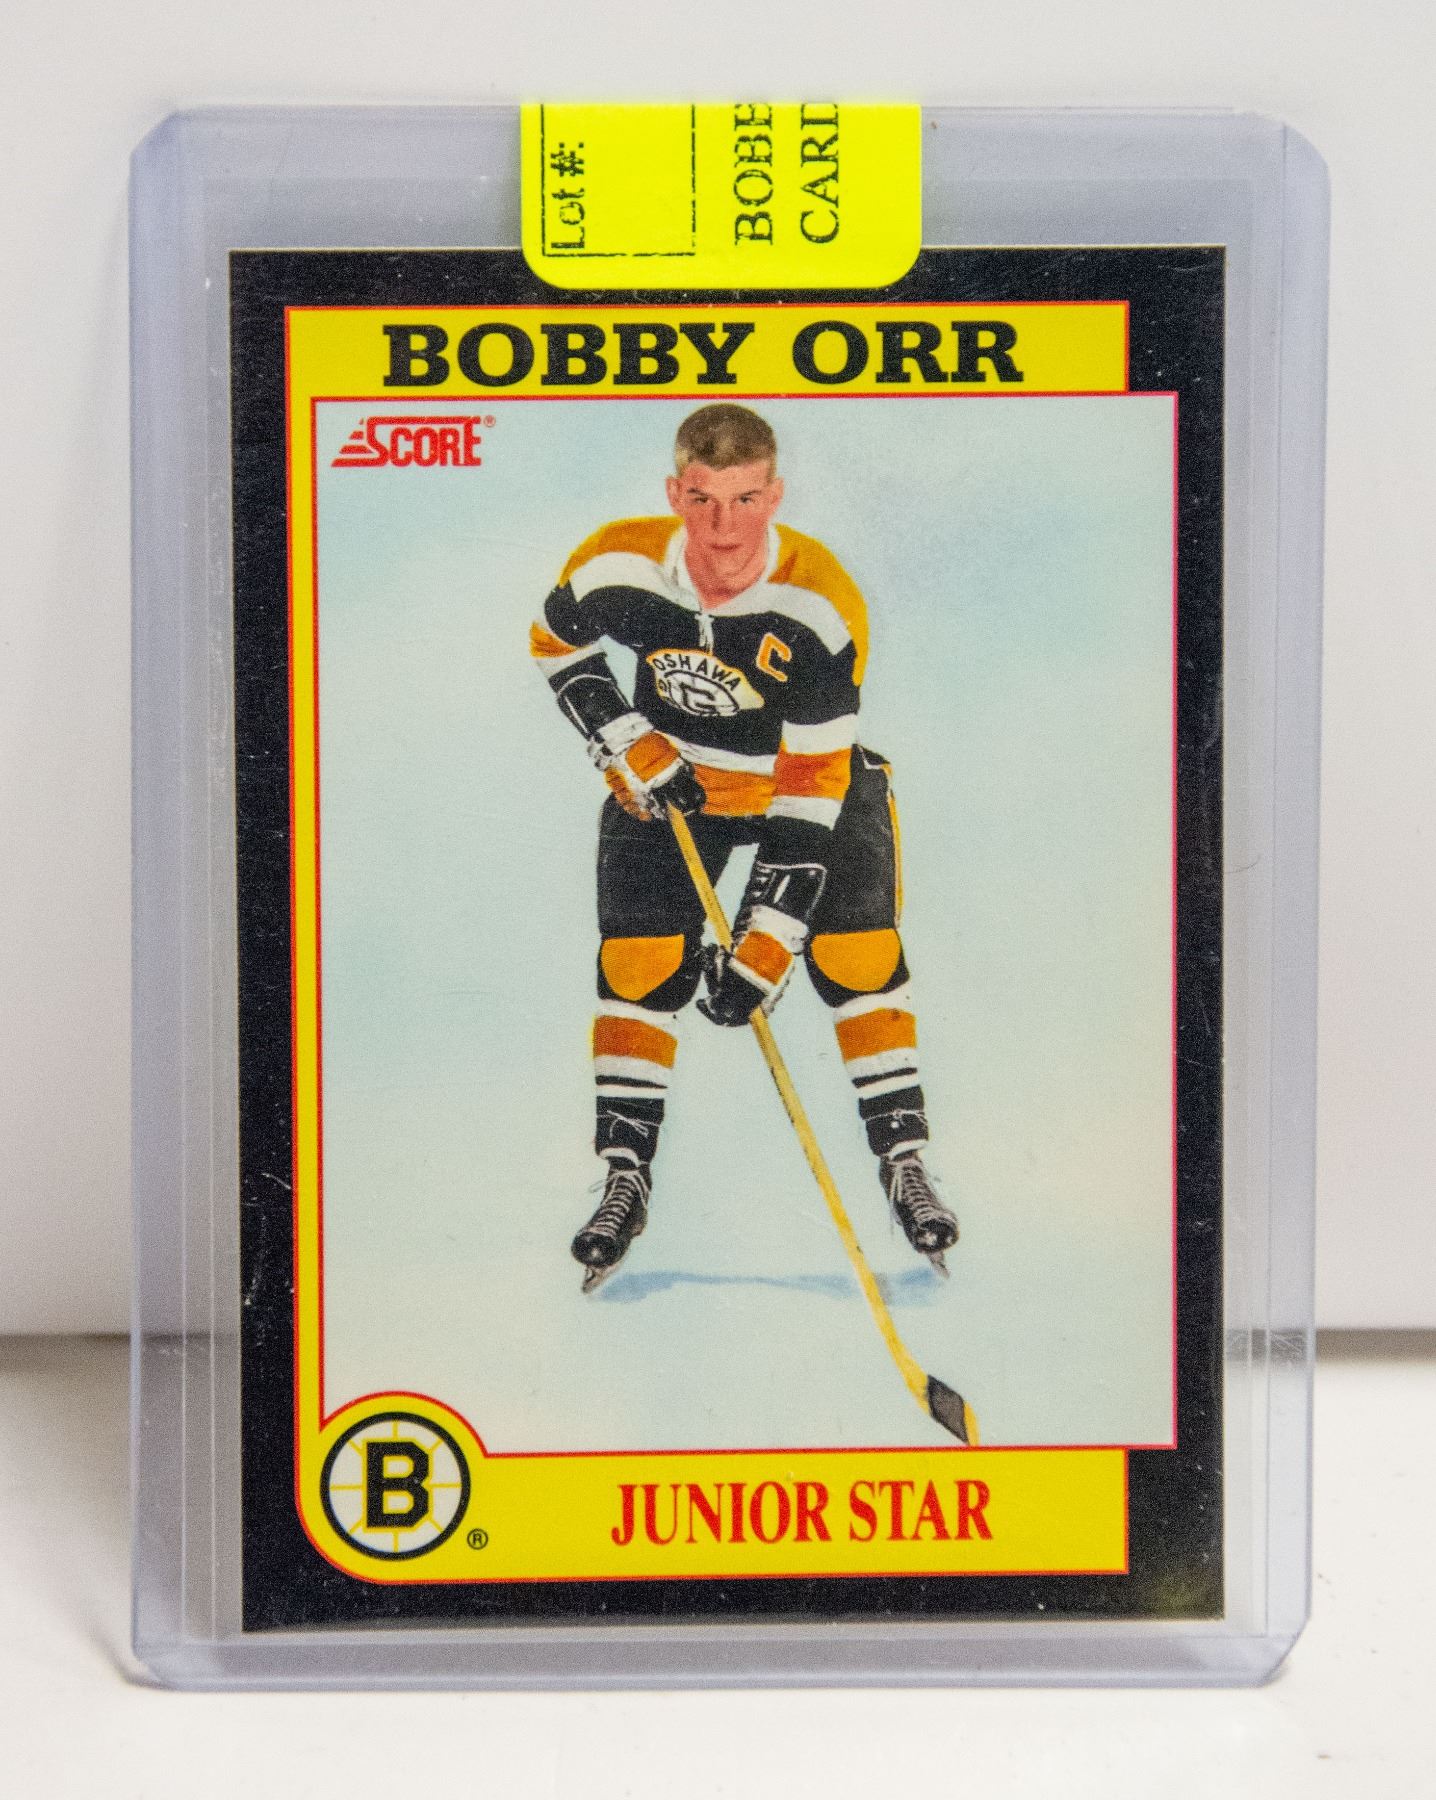 Lot #:
BOBB
CARD
BOBBY ORR
SCORE®
OSHAWA
G
C
B
®
JUNIOR STAR